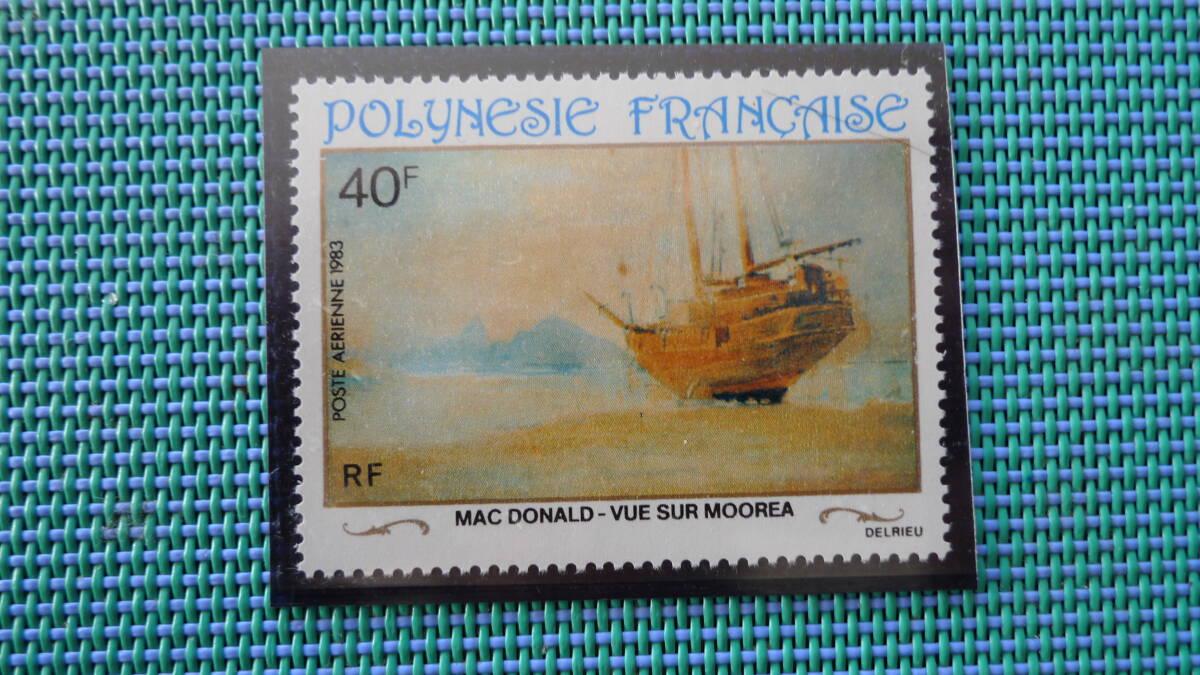 POLYNESIE FRANÇAISE
40F
POSTE AERIENNE 1983
RF
MAC DONALD - VUE SUR MOOREA
DELRIEU